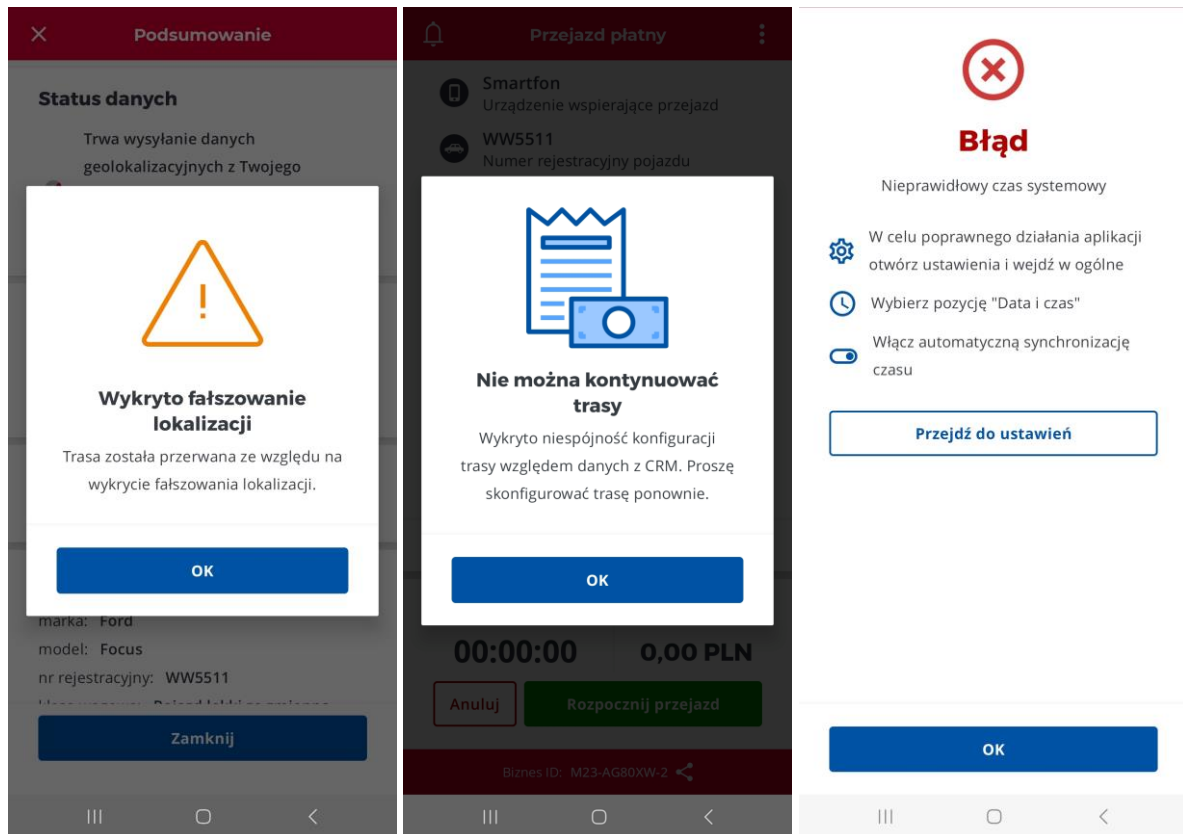 Podsumowanie
Status danych
Trwa wysyłanie danych
geolokalizacyjnych z Twojego
Wykryto fałszowanie
lokalizacji
Trasa została przerwana ze względu na
wykrycie fałszowania lokalizacji.
OK
marka: Ford
model: Focus
nr rejestracyjny: WW5511
Zamknij
Przejazd płatny
Smartfon
Urządzenie wspierające przejazd
WW5511
Numer rejestracyjny pojazdu
Nie można kontynuować
trasy
Wykryto niespójność konfiguracji
trasy względem danych z CRM. Proszę
skonfigurować trasę ponownie.
OK
00:00:00 0,00 PLN
Anuluj Rozpocznij przejazd
Biznes ID: M23-AG80XW-2
Błąd
Nieprawidłowy czas systemowy
W celu poprawnego działania aplikacji
otwórz ustawienia i wejdź w ogólne
Wybierz pozycję "Data i czas"
Włącz automatyczną synchronizację
czasu
Przejdź do ustawień
OK